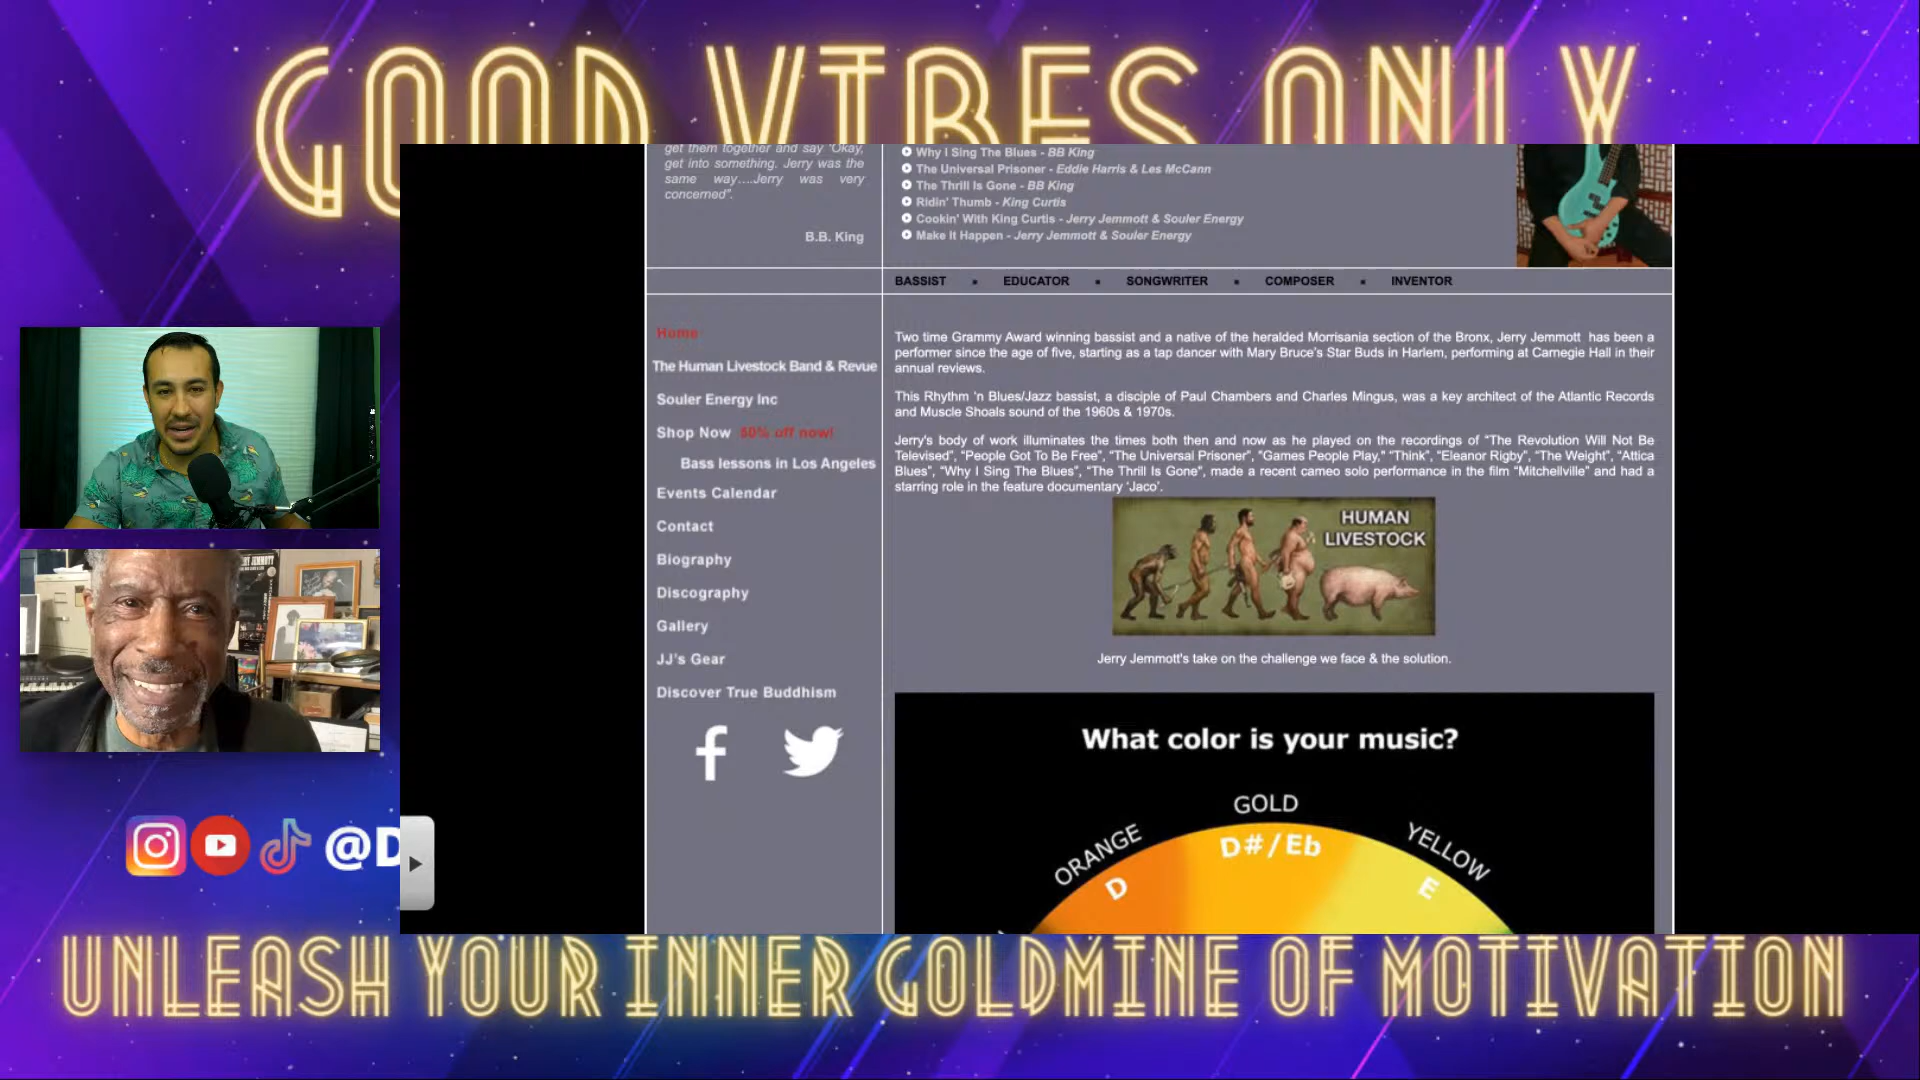 GOOD VIBES ONLY
get them together and say 'Okay,
get into something. Jerry was the
same way....Jerry was very
concerned".
B.B. King
Why I Sing The Blues - BB King
The Universal Prisoner - Eddie Harris & Les McCann
The Thrill Is Gone - BB King
Ridin' Thumb - King Curtis
Cookin' With King Curtis - Jerry Jemmott & Souler Energy
Make It Happen - Jerry Jemmott & Souler Energy
BASSIST ▪ EDUCATOR ▪ SONGWRITER ▪ COMPOSER ▪ INVENTOR
Home
The Human Livestock Band & Revue
Souler Energy Inc
Shop Now 50% off now!
Bass lessons in Los Angeles
Events Calendar
Contact
Biography
Discography
Gallery
JJ's Gear
Discover True Buddhism
Two time Grammy Award winning bassist and a native of the heralded Morrisania section of the Bronx, Jerry Jemmott has been a
performer since the age of five, starting as a tap dancer with Mary Bruce's Star Buds in Harlem, performing at Carnegie Hall in their
annual reviews.
This Rhythm 'n Blues/Jazz bassist, a disciple of Paul Chambers and Charles Mingus, was a key architect of the Atlantic Records
and Muscle Shoals sound of the 1960s & 1970s.
Jerry's body of work illuminates the times both then and now as he played on the recordings of "The Revolution Will Not Be
Televised", "People Got To Be Free", "The Universal Prisoner", "Games People Play," "Think", "Eleanor Rigby", "The Weight", "Attica
Blues", "Why I Sing The Blues", "The Thrill Is Gone", made a recent cameo solo performance in the film "Mitchellville" and had a
starring role in the feature documentary 'Jaco'.
HUMAN
LIVESTOCK
Jerry Jemmott's take on the challenge we face & the solution.
What color is your music?
GOLD
ORANGE
YELLOW
D#/Eb
D
E
@D
UNLEASH YOUR INNER GOLDMINE OF MOTIVATION